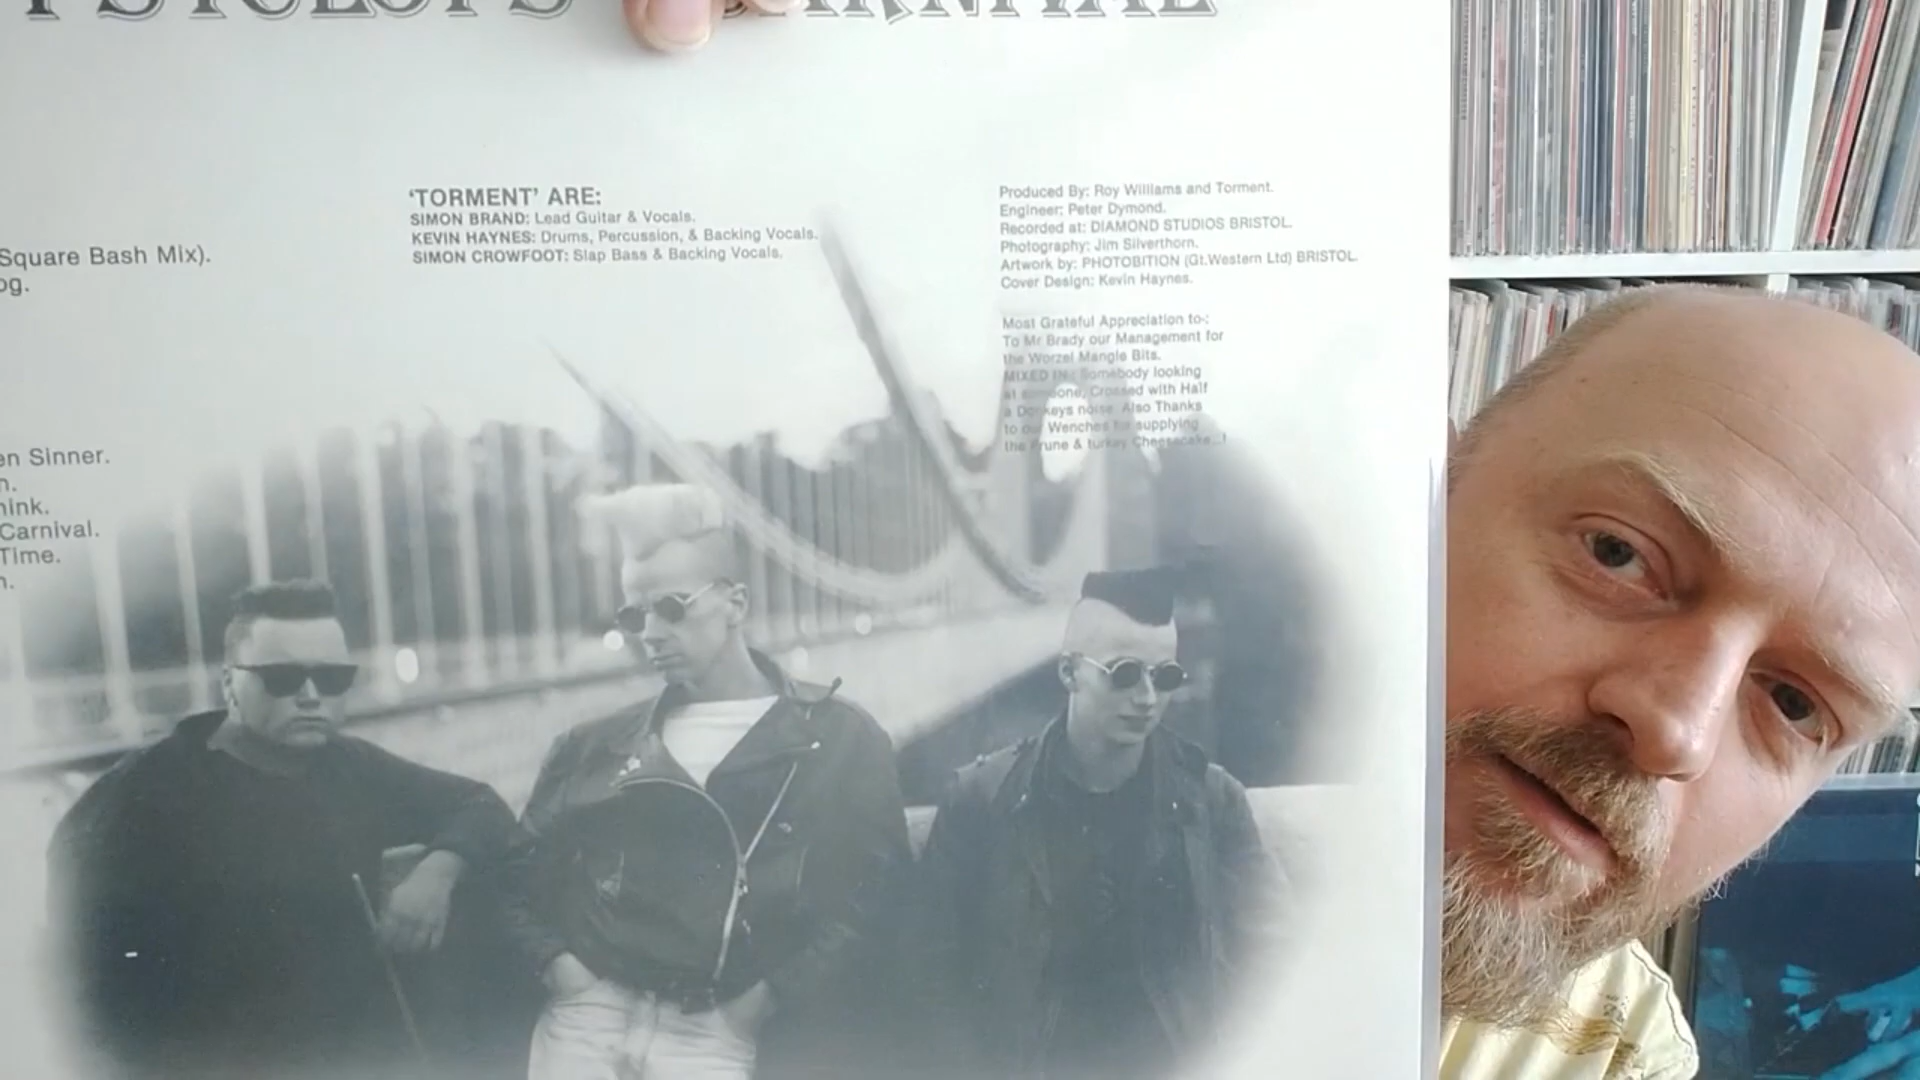 PSYCLOPS CARNIVAL
'TORMENT' ARE:
SIMON BRAND: Lead Guitar & Vocals.
KEVIN HAYNES: Drums, Percussion, & Backing Vocals.
SIMON CROWFOOT: Slap Bass & Backing Vocals.
Produced By: Roy Williams and Torment.
Engineer: Peter Dymond.
Recorded at: DIAMOND STUDIOS BRISTOL.
Photography: Jim Silverthorn.
Artwork by: PHOTOBITION (Gt.Western Ltd) BRISTOL.
Cover Design: Kevin Haynes.
Most Grateful Appreciation to-:
To Mr Brady our Management for
the Worzel Mangle Bits.
MIXED IN: Somebody looking
at someone, Crossed with Half
a Donkeys noise. Also Thanks
to our Wenches for supplying
the Prune & turkey Cheesecake...!
Square Bash Mix).
og.
en Sinner.
n.
hink.
Carnival.
Time.
n.